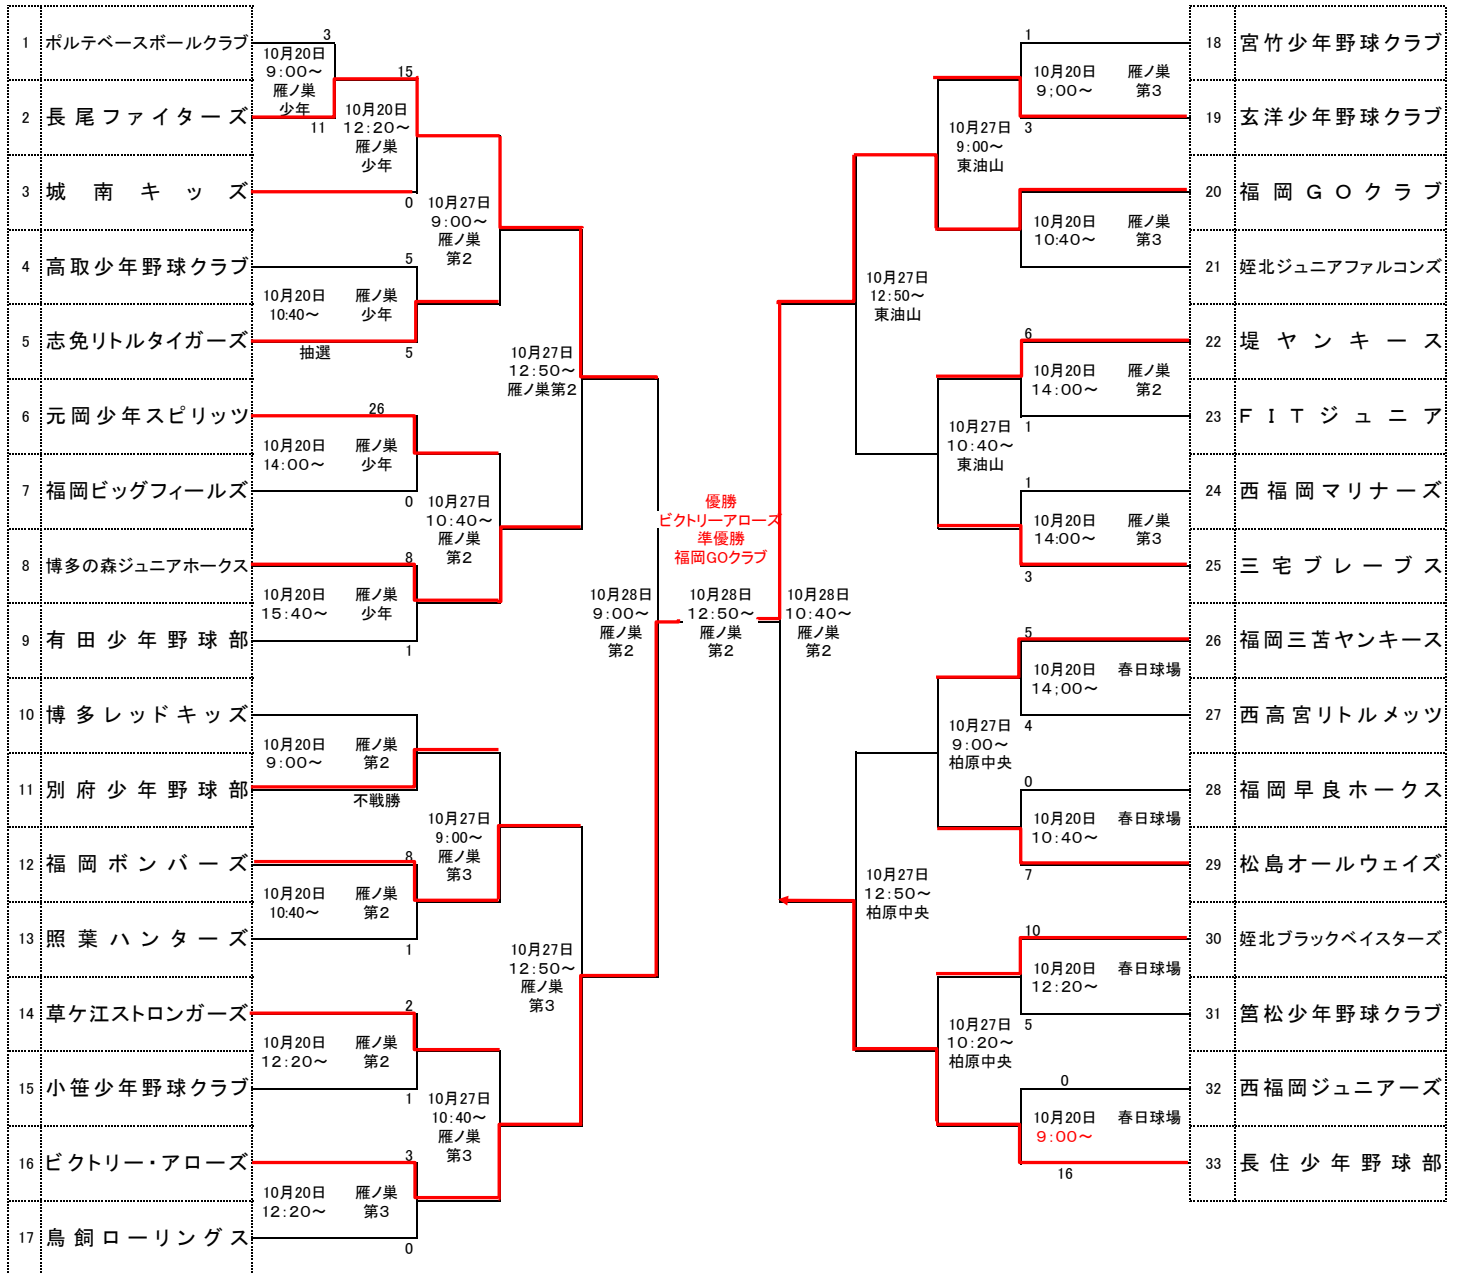 1 ポルテベースボールクラブ
3
10月20日
9:00～
雁ノ巣
少年
2 長尾ファイターズ
11
15
10月20日
12:20～
雁ノ巣
少年
3 城南キッズ
0
10月27日
9:00～
雁ノ巣
第2
4 高取少年野球クラブ
5
10月20日 雁ノ巣
10:40～ 少年
5 志免リトルタイガーズ
抽選 5
10月27日
12:50～
雁ノ巣第2
6 元岡少年スピリッツ
26
10月20日 雁ノ巣
14:00～ 少年
7 福岡ビッグフィールズ
0
10月27日
10:40～
雁ノ巣
第2
8 博多の森ジュニアホークス
8
10月20日 雁ノ巣
15:40～ 少年
9 有田少年野球部
1
10月28日
9:00～
雁ノ巣
第2
10 博多レッドキッズ
10月20日 雁ノ巣
9:00～ 第2
11 別府少年野球部
不戦勝
10月27日
9:00～
雁ノ巣
第3
12 福岡ボンバーズ
8
10月20日 雁ノ巣
10:40～ 第2
13 照葉ハンターズ
1
10月27日
12:50～
雁ノ巣
第3
14 草ケ江ストロンガーズ
2
10月20日 雁ノ巣
12:20～ 第2
15 小笹少年野球クラブ
1
10月27日
10:40～
雁ノ巣
第3
16 ビクトリー・アローズ
3
10月20日 雁ノ巣
12:20～ 第3
17 鳥飼ローリングス
0
優勝
ビクトリーアローズ
準優勝
福岡GOクラブ
10月28日
12:50～
雁ノ巣
第2
10月28日
10:40～
雁ノ巣
第2
1
18 宮竹少年野球クラブ
10月20日 雁ノ巣
9;00～ 第3
3
19 玄洋少年野球クラブ
10月27日
9:00～
東油山
20 福岡ＧＯクラブ
10月20日 雁ノ巣
10:40～ 第3
21 姪北ジュニアファルコンズ
10月27日
12:50～
東油山
6
22 堤ヤンキース
10月20日 雁ノ巣
14:00～ 第2
1
23 ＦＩＴジュニア
10月27日
10:40～
東油山
1
24 西福岡マリナーズ
10月20日 雁ノ巣
14:00～ 第3
3
25 三宅ブレーブス
5
26 福岡三苫ヤンキース
10月20日 春日球場
14;00～
4
27 西高宮リトルメッツ
10月27日
9:00～
柏原中央
0
28 福岡早良ホークス
10月20日 春日球場
10:40～
7
29 松島オールウェイズ
10月27日
12:50～
柏原中央
10
30 姪北ブラックベイスターズ
10月20日 春日球場
12:20～
5
31 筥松少年野球クラブ
10月27日
10:20～
柏原中央
0
32 西福岡ジュニアーズ
10月20日 春日球場
9:00～
16
33 長住少年野球部